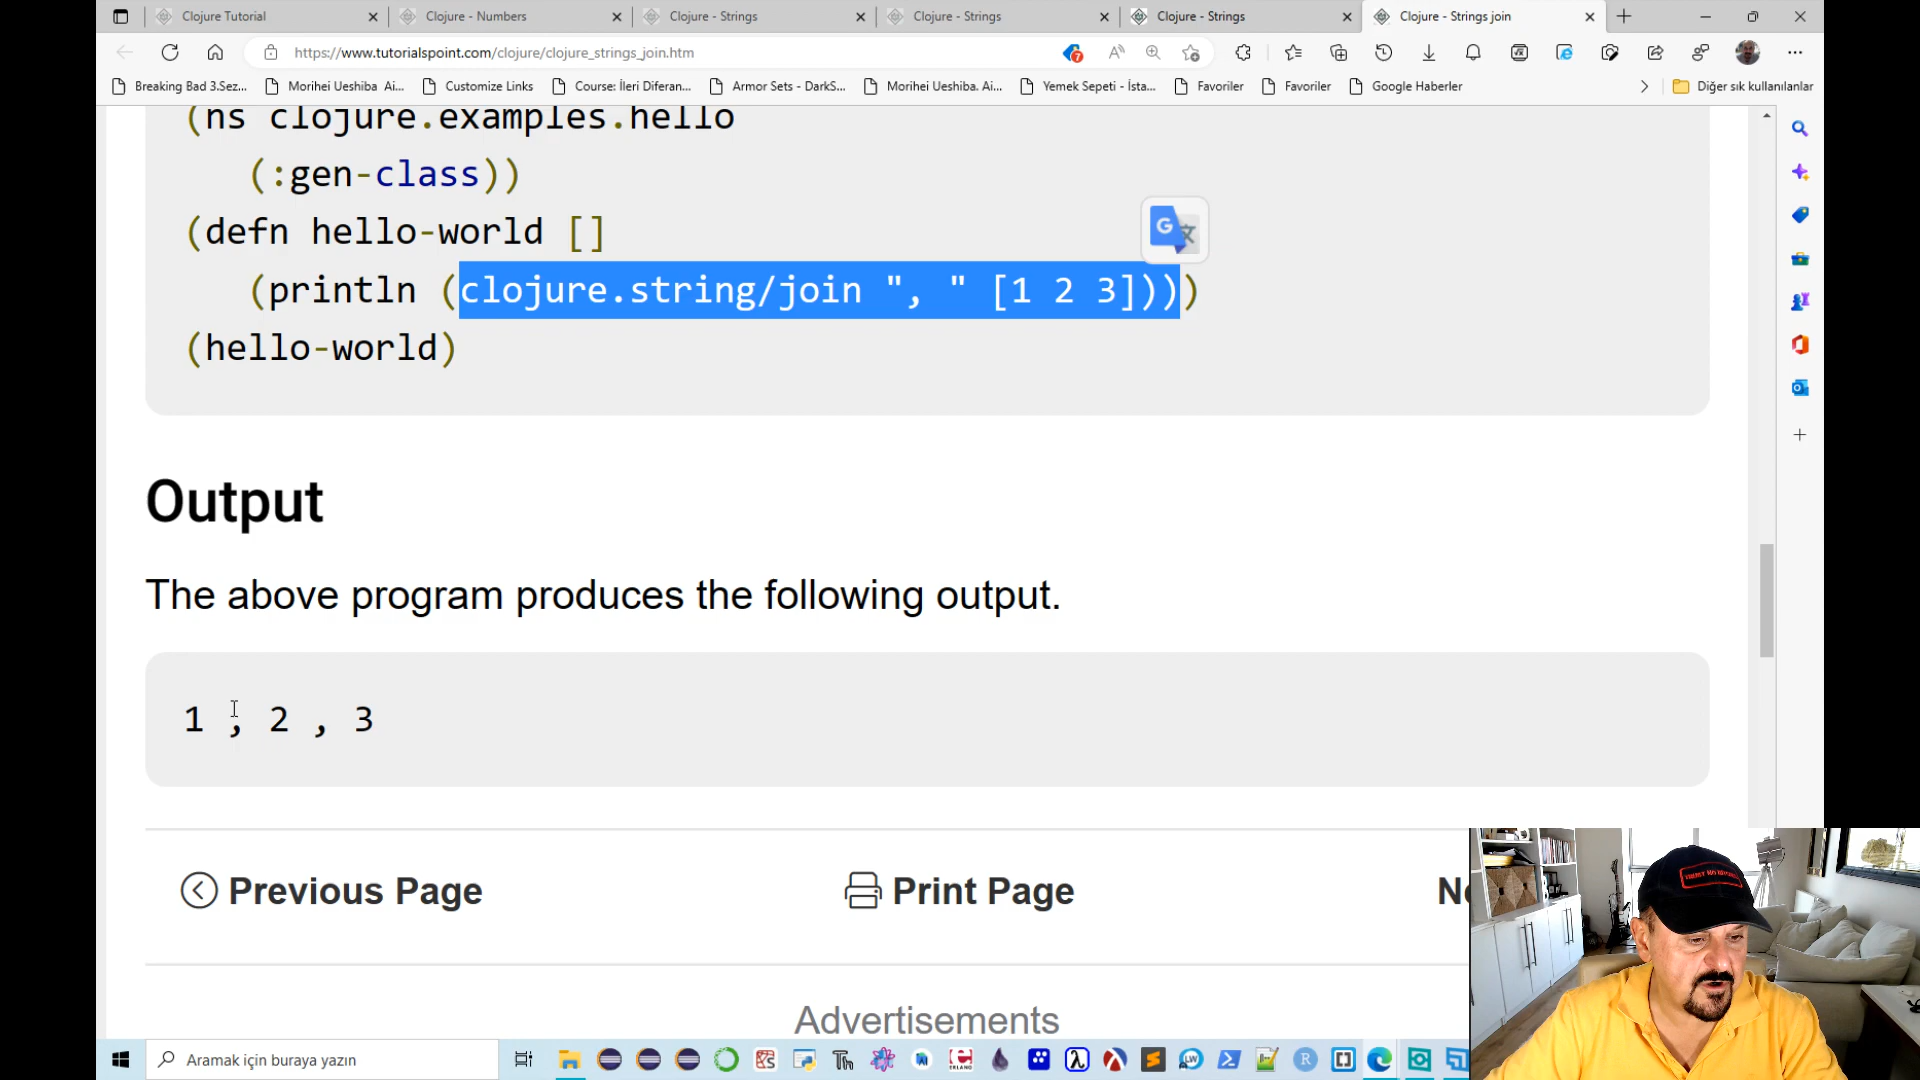 Clojure Tutorial
Clojure - Numbers
Clojure - Strings
Clojure - Strings
Clojure - Strings
Clojure - Strings join
https://www.tutorialspoint.com/clojure/clojure_strings_join.htm
Breaking Bad 3.Sez...
Morihei Ueshiba Ai...
Customize Links
Course: İleri Diferan...
Armor Sets - DarkS...
Morihei Ueshiba. Ai...
Yemek Sepeti - İsta...
Favoriler
Favoriler
Google Haberler
Diğer sık kullanılanlar
(ns clojure.examples.hello
(:gen-class))
(defn hello-world []
(println (clojure.string/join ", " [1 2 3])))
(hello-world)
Output
The above program produces the following output.
1 , 2 , 3
Previous Page
Print Page
Ne
Advertisements
Aramak için buraya yazın